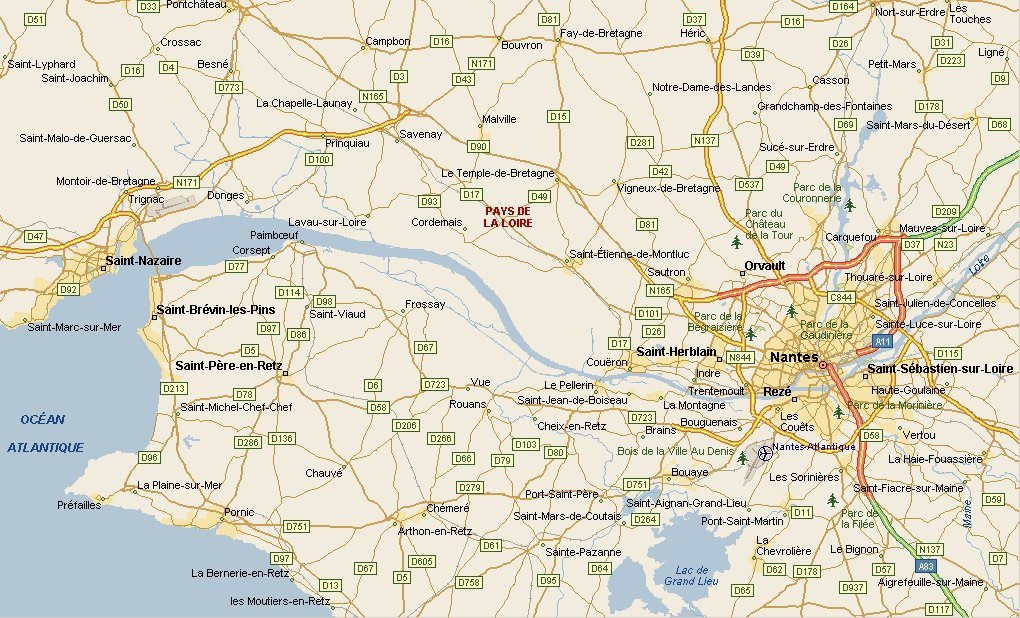 D33
Pontchâteau
D51
Crossac
Saint-Lyphard
D16
D4
Besné
Saint-Joachim
D773
D50
Campbon
D16
Bouvron
D81
Fay-de-Bretagne
D37
Héric
D16
D164
Nort-sur-Erdre
Les
Touches
D26
D31
Ligné
D39
D223
Petit-Mars
D9
N171
D3
D43
Casson
Notre-Dame-des-Landes
N165
La Chapelle-Launay
Grandchamp-des-Fontaines
D178
Malville
D15
D69
Saint-Mars-du-Désert
D68
Saint-Malo-de-Guersac
Prinquiau
Savenay
D90
D281
N137
Sucé-sur-Erdre
D100
D49
Le Temple-de-Bretagne
D42
Montoir-de-Bretagne
N171
Trignac
Donges
D17
D49
Vigneux-de-Bretagne
D537
Parc de la
Couronnerie
D93
PAYS DE
LA LOIRE
Parc du
Château
de la Tour
D209
Lavau-sur-Loire
Cordemais
D81
Mauves-sur-Loire
D47
Paimbœuf
Carquefou
D37
N23
Corsept
Saint-Étienne-de-Montluc
Saint-Nazaire
D77
Sautron
Orvault
Loire
Thouaré-sur-Loire
D92
D114
D98
N165
C844
Saint-Julien-de-Concelles
Saint-Brévin-les-Pins
Saint-Viaud
Frossay
D101
Parc de la
Bégraisière
Parc de la
Gaudinière
Sainte-Luce-sur-Loire
Saint-Marc-sur-Mer
D97
D86
D26
D67
D17
A11
D5
Saint-Herblain
N844
Nantes
D115
Saint-Père-en-Retz
Couëron
Indre
Saint-Sébastien-sur-Loire
D213
D6
D723
Vue
Le Pellerin
Trentemoult
Rezé
Haute-Goulaine
D78
Saint-Michel-Chef-Chef
D58
Rouans
Saint-Jean-de-Boiseau
La Montagne
Parc de la Morinière
OCÉAN
ATLANTIQUE
D206
D723
Bouguenais
Les
Couëts
Cheix-en-Retz
Brains
D58
Vertou
D286
D136
D266
D103
D80
Bois de la Ville Au Denis
Nantes-Atlantique
D96
D66
D79
La Haie-Fouassière
Chauvé
Bouaye
Les Sorinières
La Plaine-sur-Mer
D279
D751
Saint-Fiacre-sur-Maine
Préfailles
Port-Saint-Père
Saint-Aignan-Grand-Lieu
D59
Pornic
Chéméré
Saint-Mars-de-Coutais
D264
Pont-Saint-Martin
D11
Parc de
la Filée
Maine
D751
Arthon-en-Retz
D61
Sainte-Pazanne
La
Chevrolière
Le Bignon
N137
D97
D605
D7
La Bernerie-en-Retz
D67
D5
D64
Lac de
Grand Lieu
D62
D178
A83
D13
D758
D95
D65
D937
Aigrefeuille-sur-Maine
les Moutiers-en-Retz
D117